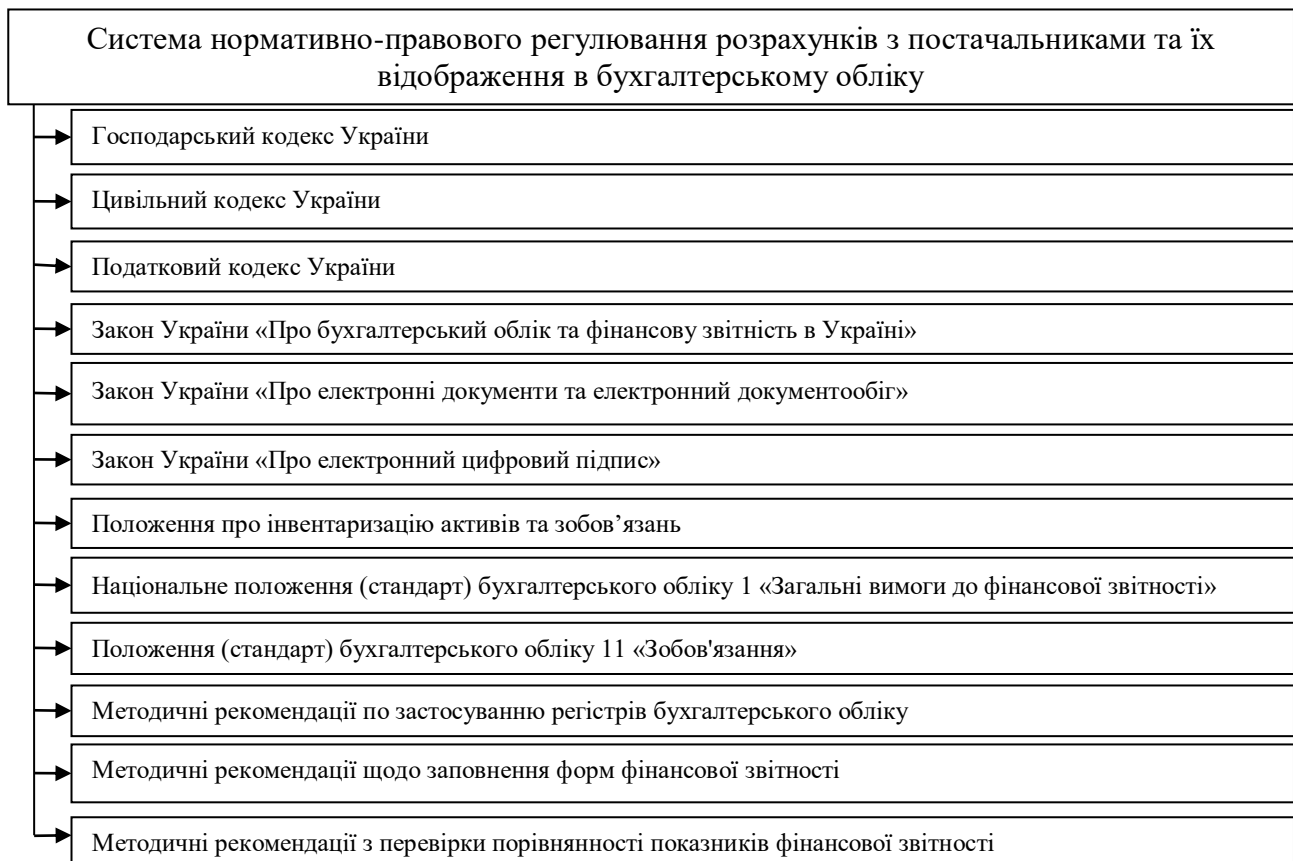 Система нормативно-правового регулювання розрахунків з постачальниками та їх
відображення в бухгалтерському обліку
Господарський кодекс України
Цивільний кодекс України
Податковий кодекс України
Закон України «Про бухгалтерський облік та фінансову звітність в Україні»
Закон України «Про електронні документи та електронний документообіг»
Закон України «Про електронний цифровий підпис»
Положення про інвентаризацію активів та зобов’язань
Національне положення (стандарт) бухгалтерського обліку 1 «Загальні вимоги до фінансової звітності»
Положення (стандарт) бухгалтерського обліку 11 «Зобов'язання»
Методичні рекомендації по застосуванню регістрів бухгалтерського обліку
Методичні рекомендації щодо заповнення форм фінансової звітності
Методичні рекомендації з перевірки порівнянності показників фінансової звітності